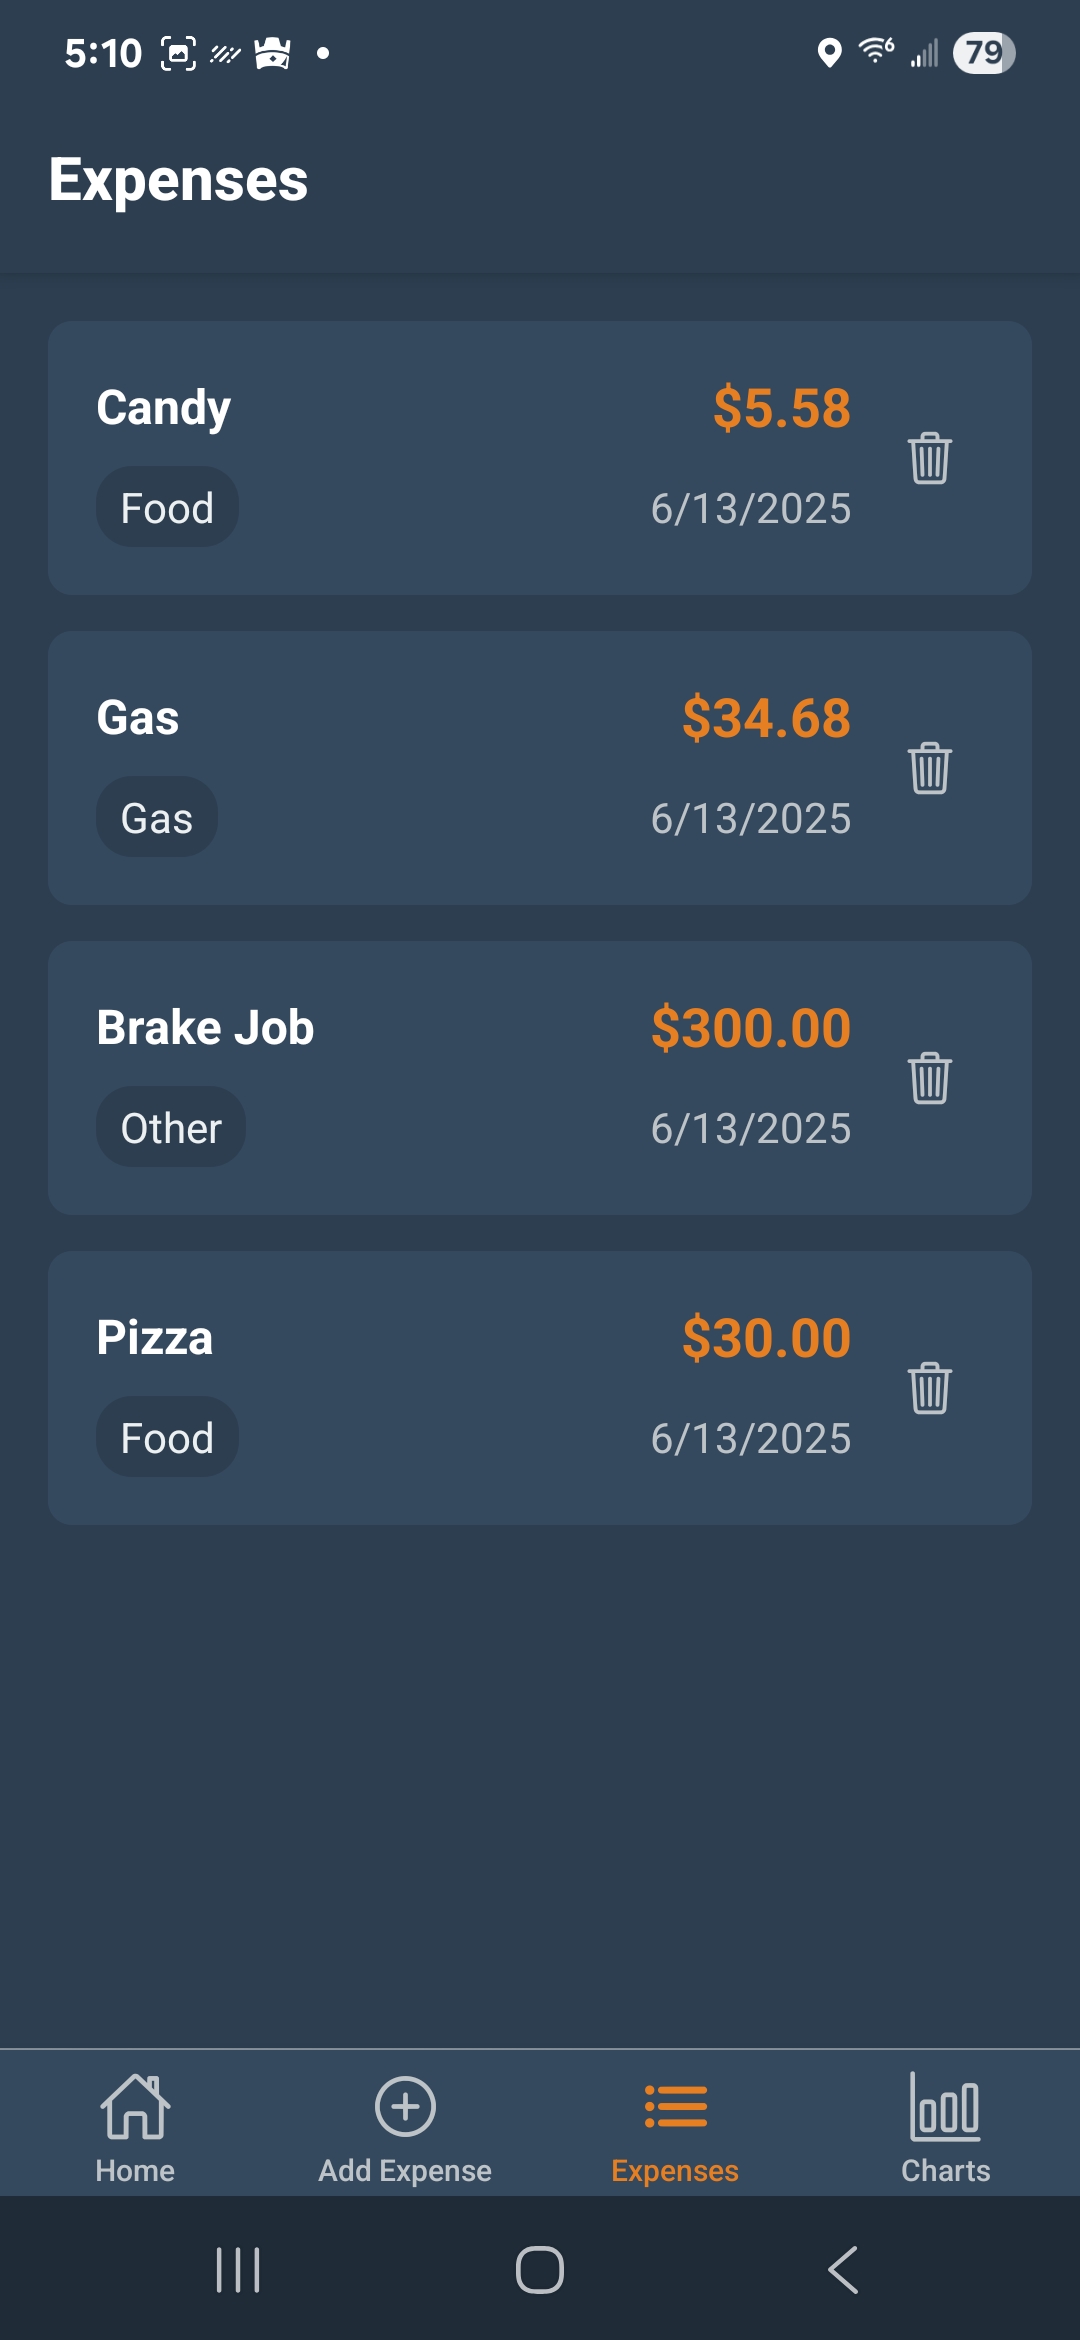 5:10
6
79
Expenses
Candy
$5.58
Food
6/13/2025
Gas
$34.68
Gas
6/13/2025
Brake Job
$300.00
Other
6/13/2025
Pizza
$30.00
Food
6/13/2025
Home
Add Expense
Expenses
Charts